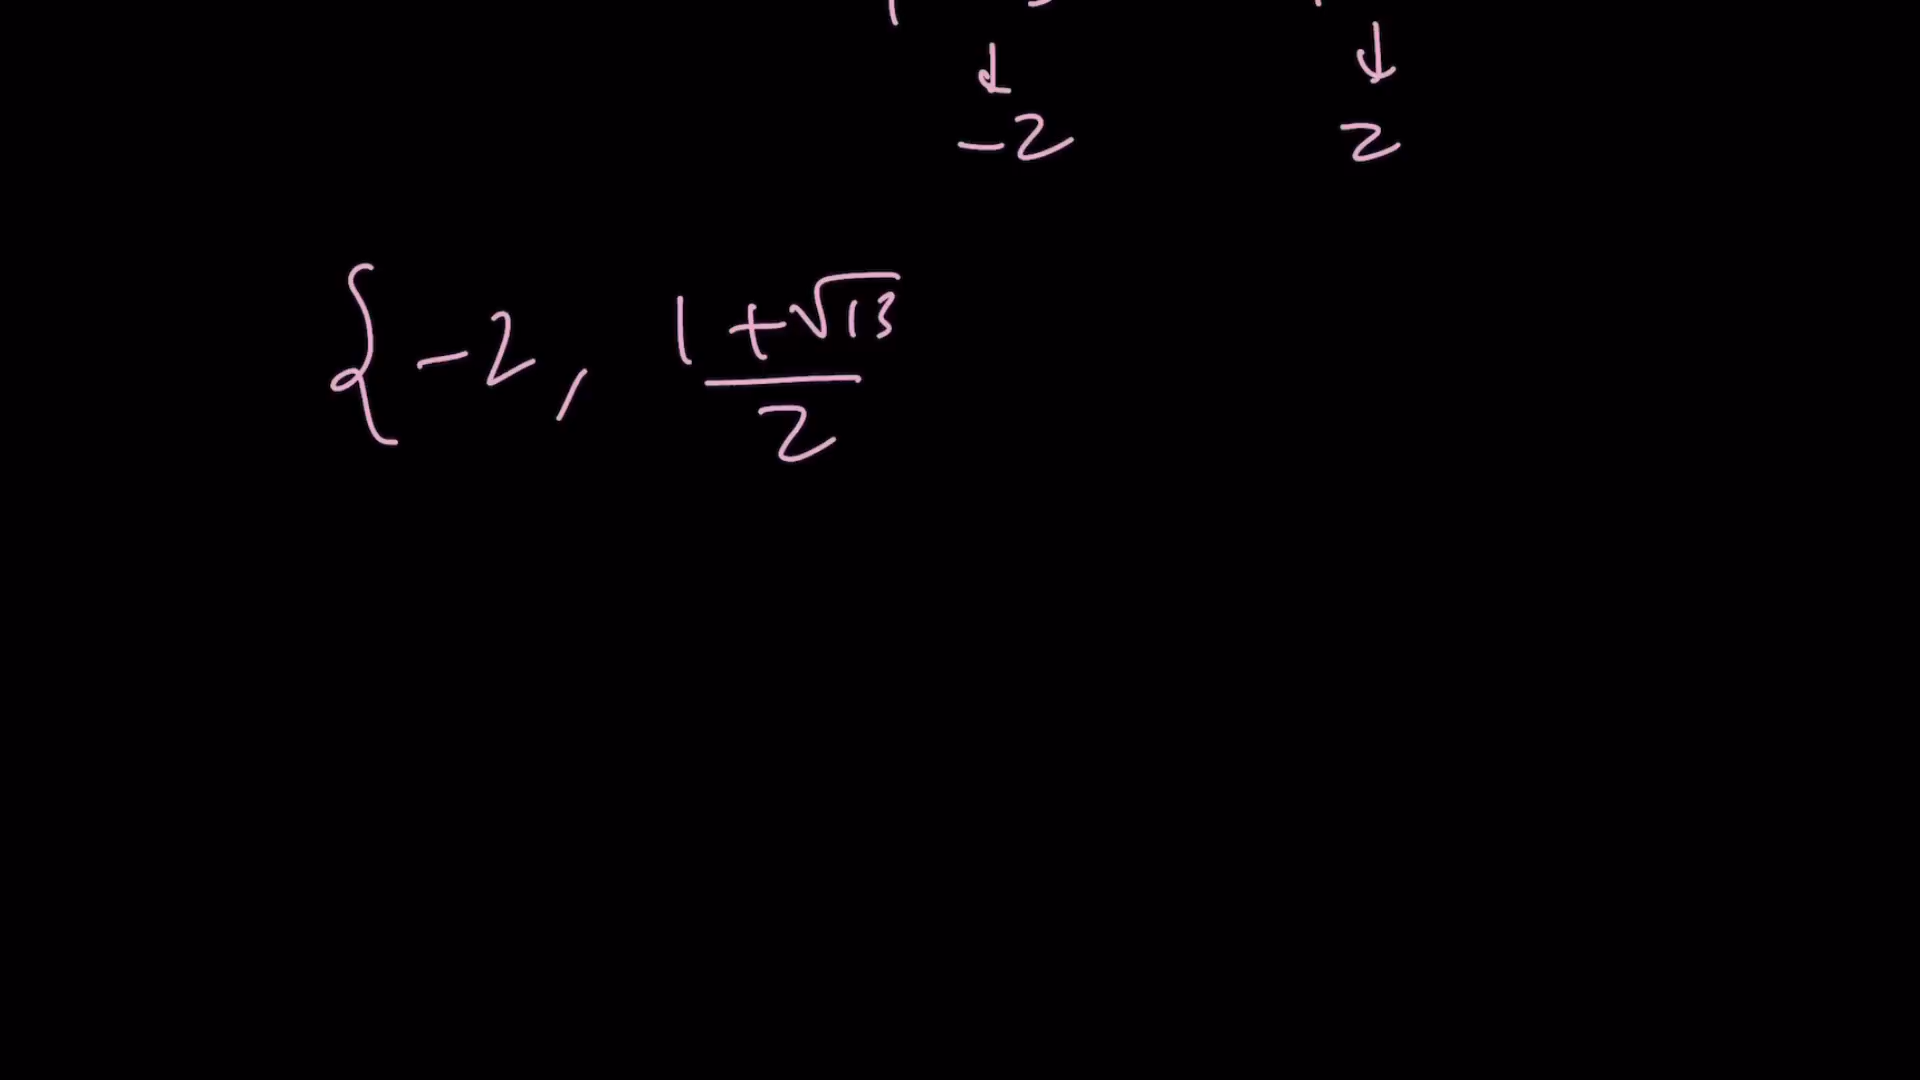 ↓ ↓
-2 2
{ -2, (1+√13)/2